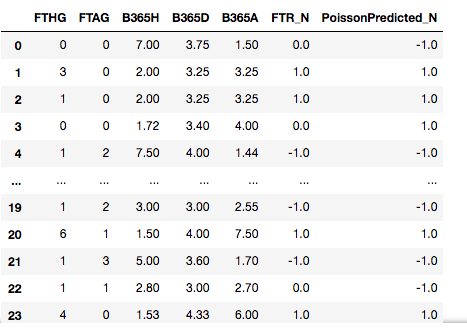 FTHG FTAG B365H B365D B365A FTR_N PoissonPredicted_N
0 0 0 7.00 3.75 1.50 0.0 -1.0
1 3 0 2.00 3.25 3.25 1.0 1.0
2 1 0 2.00 3.25 3.25 1.0 1.0
3 0 0 1.72 3.40 4.00 0.0 1.0
4 1 2 7.50 4.00 1.44 -1.0 -1.0
... ... ... ... ... ... ... ...
19 1 2 3.00 3.00 2.55 -1.0 -1.0
20 6 1 1.50 4.00 7.50 1.0 1.0
21 1 3 5.00 3.60 1.70 -1.0 -1.0
22 1 1 2.80 3.00 2.70 0.0 -1.0
23 4 0 1.53 4.33 6.00 1.0 1.0